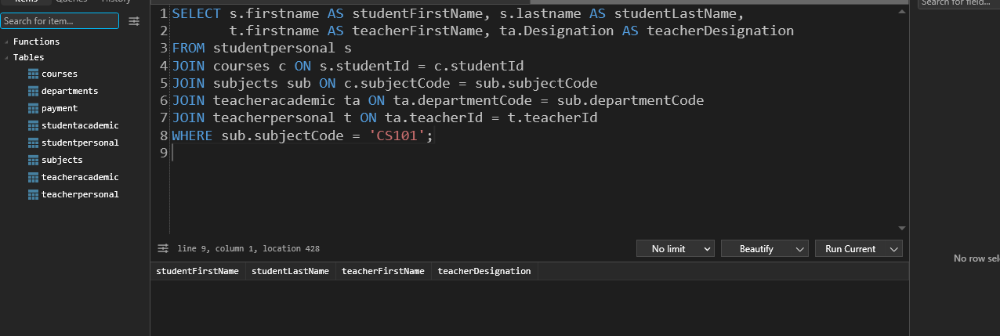 Items Queries History
Search for item...
Functions
Tables
courses
departments
payment
studentacademic
studentpersonal
subjects
teacheracademic
teacherpersonal
1 SELECT s.firstname AS studentFirstName, s.lastname AS studentLastName,
2 t.firstname AS teacherFirstName, ta.Designation AS teacherDesignation
3 FROM studentpersonal s
4 JOIN courses c ON s.studentId = c.studentId
5 JOIN subjects sub ON c.subjectCode = sub.subjectCode
6 JOIN teacheracademic ta ON ta.departmentCode = sub.departmentCode
7 JOIN teacherpersonal t ON ta.teacherId = t.teacherId
8 WHERE sub.subjectCode = 'CS101';
9
line 9, column 1, location 428
No limit Beautify Run Current
studentFirstName studentLastName teacherFirstName teacherDesignation
Search for field...
No row sel